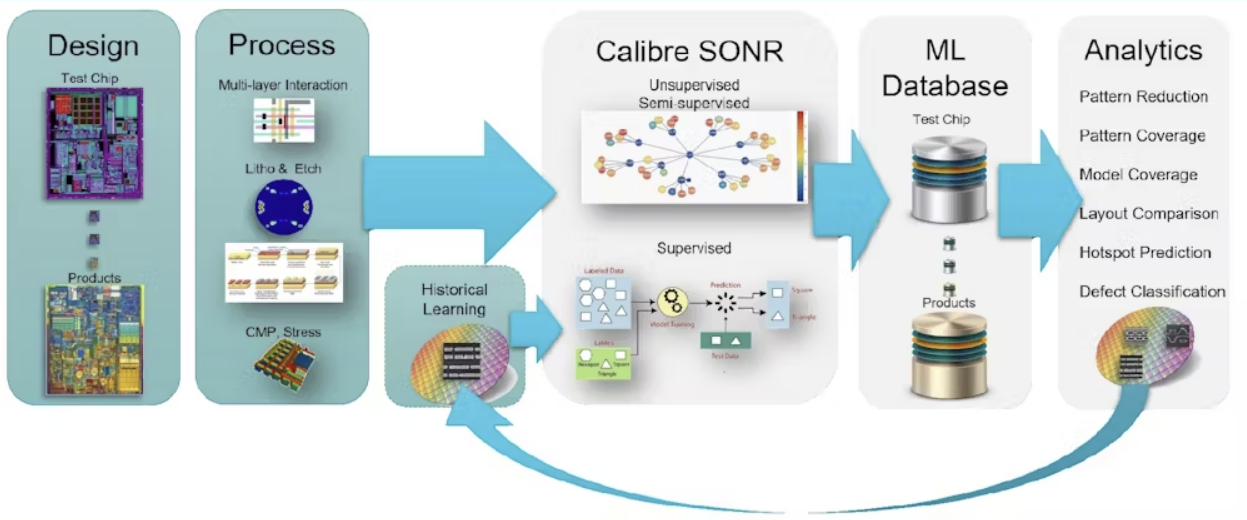 Design
Test Chip
Products
Process
Multi-layer Interaction
Litho & Etch
CMP, Stress
Historical
Learning
Calibre SONR
Unsupervised
Semi-supervised
Supervised
Labeled Data
Prediction
Square
Model Training
Triangle
Lables
Hexagon
Square
Triangle
Test Data
ML
Database
Test Chip
Products
Analytics
Pattern Reduction
Pattern Coverage
Model Coverage
Layout Comparison
Hotspot Prediction
Defect Classification